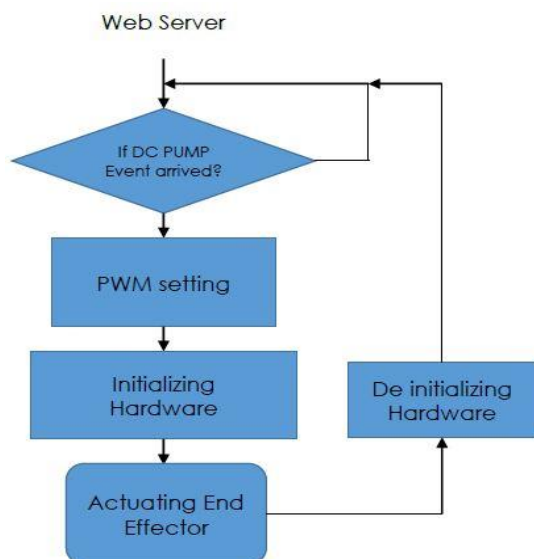 Web Server
If DC PUMP
Event arrived?
PWM setting
Initializing
Hardware
De initializing
Hardware
Actuating End
Effector